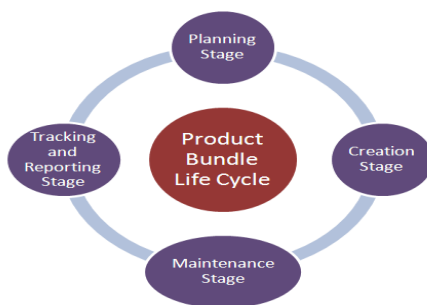 Planning
Stage
Tracking
and
Reporting
Stage
Product
Bundle
Life Cycle
Creation
Stage
Maintenance
Stage